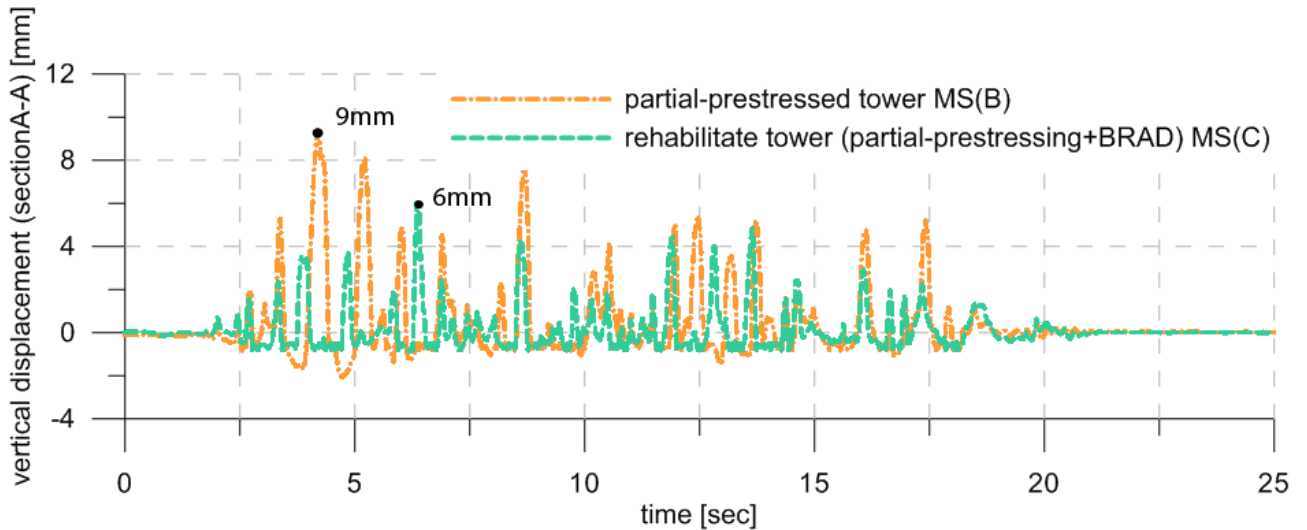 vertical displacement (sectionA-A) [mm]
12
8
4
0
-4
9mm
6mm
partial-prestressed tower MS(B)
rehabilitate tower (partial-prestressing+BRAD) MS(C)
0 5 10 15 20 25
time [sec]